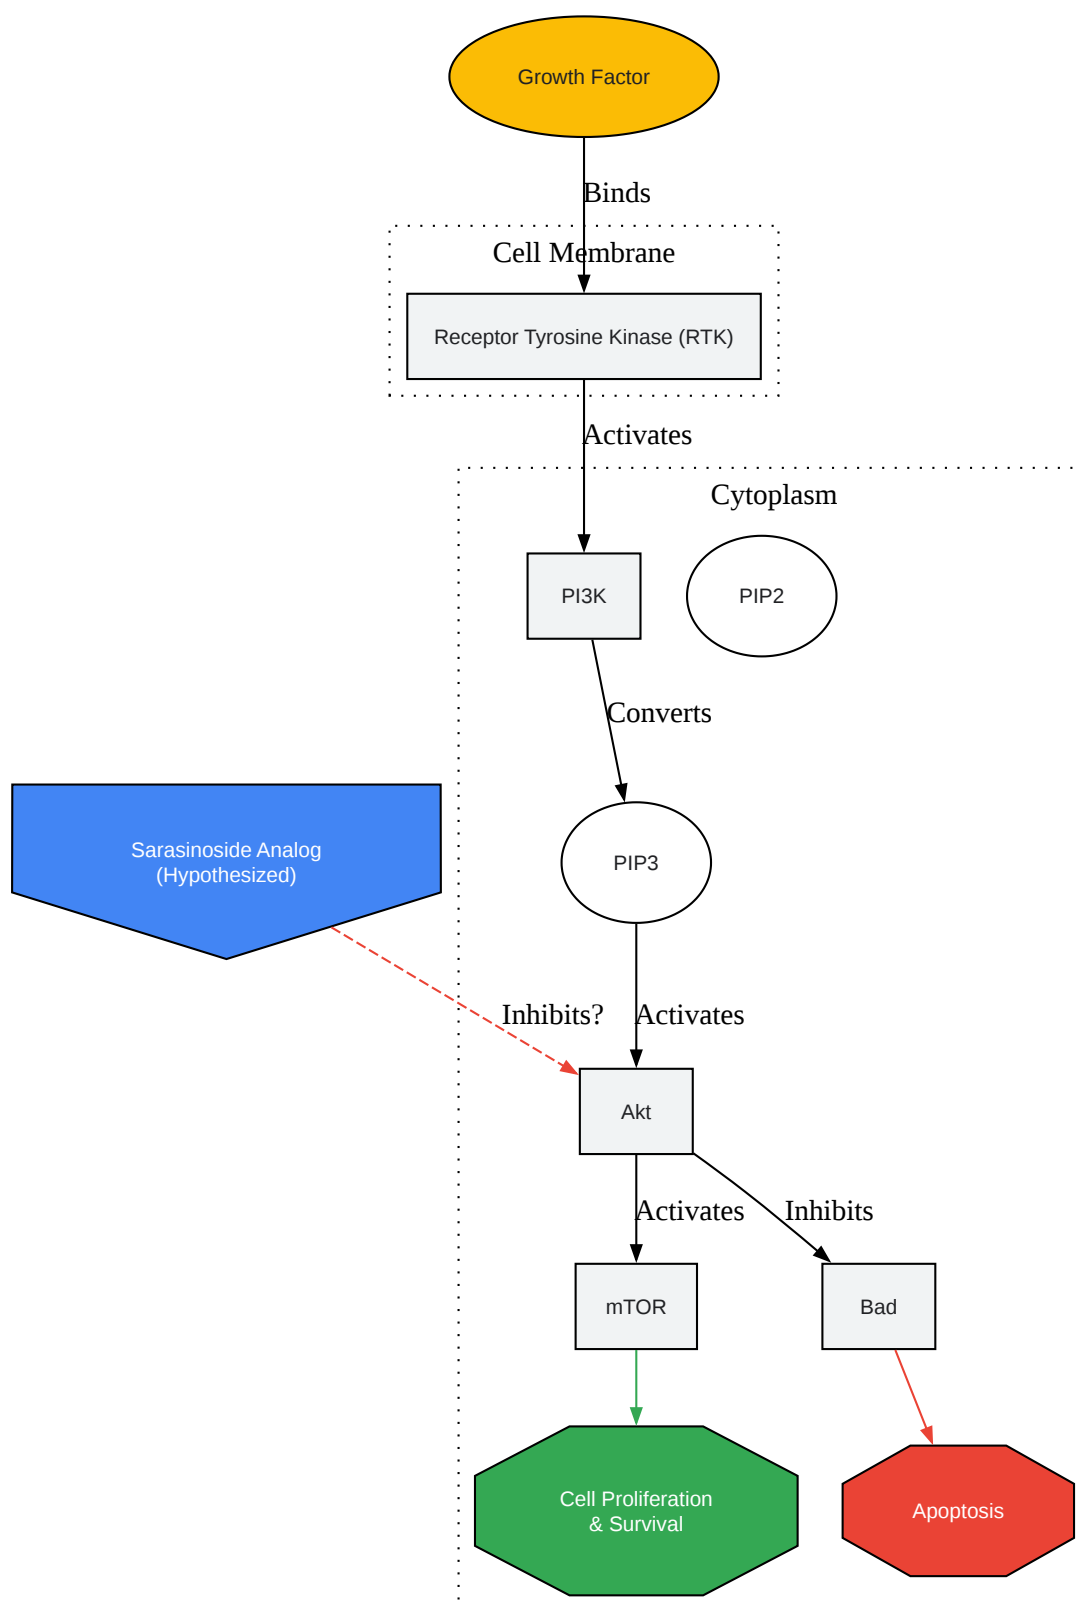 Growth Factor
Binds
Cell Membrane
Receptor Tyrosine Kinase (RTK)
Activates
Cytoplasm
PI3K
PIP2
Converts
Sarasinoside Analog
(Hypothesized)
PIP3
Inhibits?
Activates
Akt
Activates
Inhibits
mTOR
Bad
Cell Proliferation
& Survival
Apoptosis